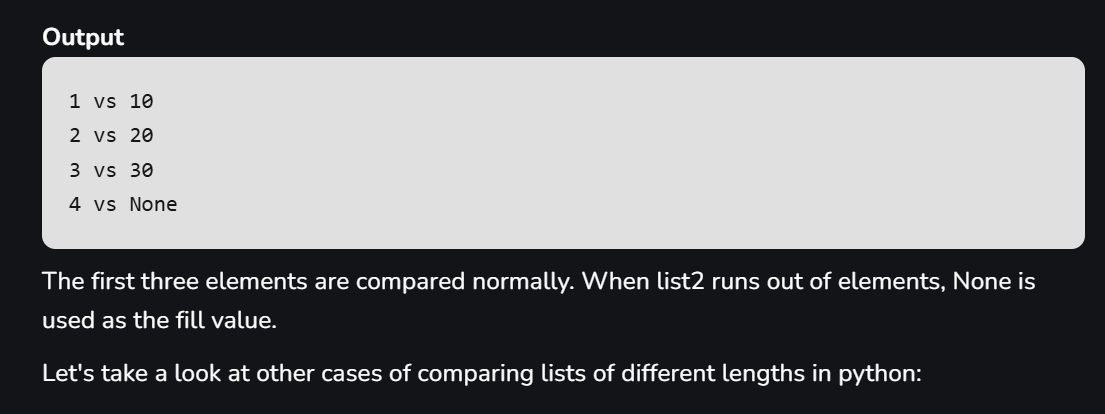 Output
1 vs 10
2 vs 20
3 vs 30
4 vs None
The first three elements are compared normally. When list2 runs out of elements, None is
used as the fill value.
Let's take a look at other cases of comparing lists of different lengths in python: